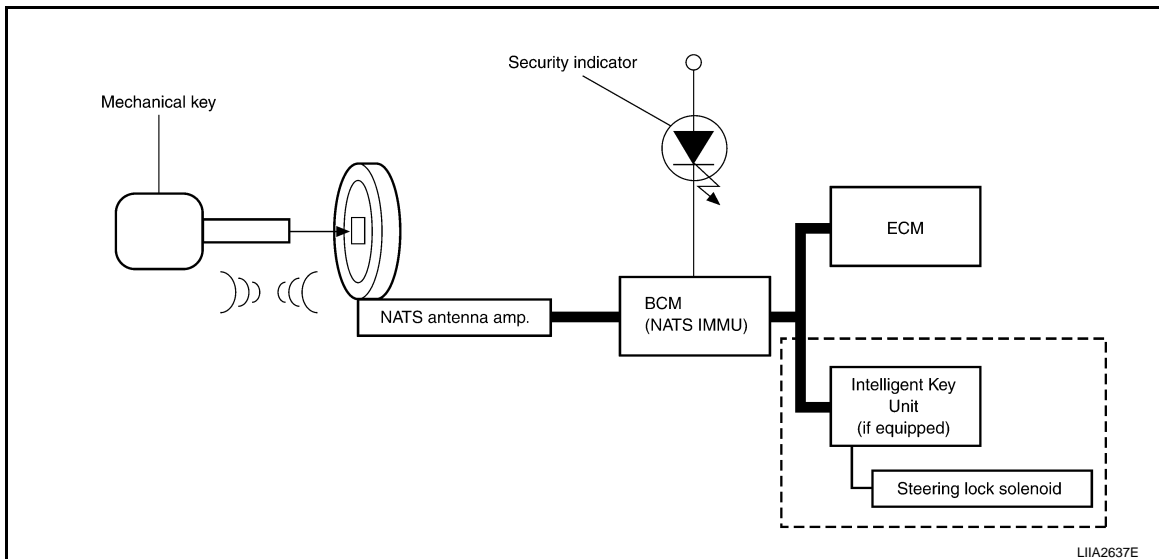 Security indicator
Mechanical key
ECM
NATS antenna amp.
BCM
(NATS IMMU)
Intelligent Key
Unit
(if equipped)
Steering lock solenoid
LIIA2637E